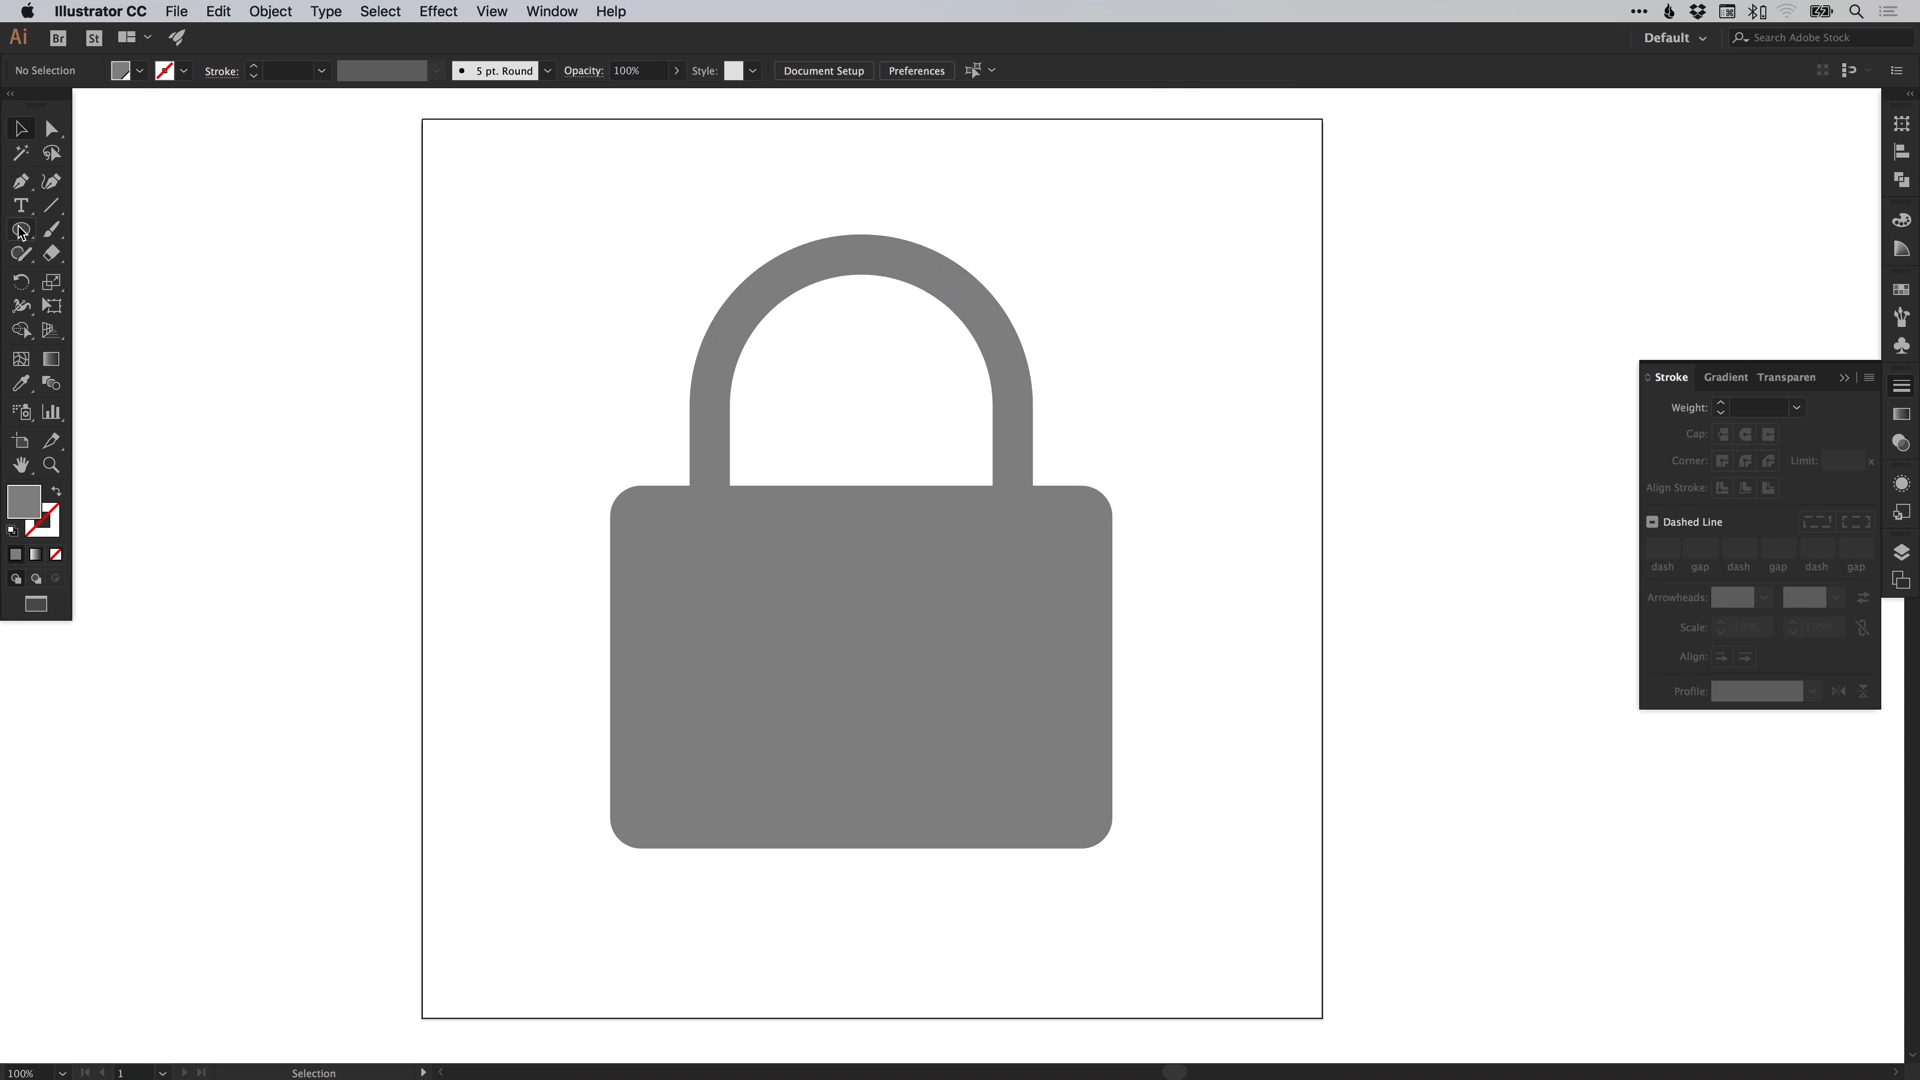 Illustrator CC File Edit Object Type Select Effect View Window Help
Ai Br St Default Search Adobe Stock
No Selection Stroke: 5 pt. Round Opacity: 100% Style: Document Setup Preferences
T
Stroke Gradient Transparen
Weight:
Cap:
Corner: Limit: x
Align Stroke:
Dashed Line
dash gap dash gap dash gap
Arrowheads:
Scale: 100% 100%
Align:
Profile:
100% 1 Selection